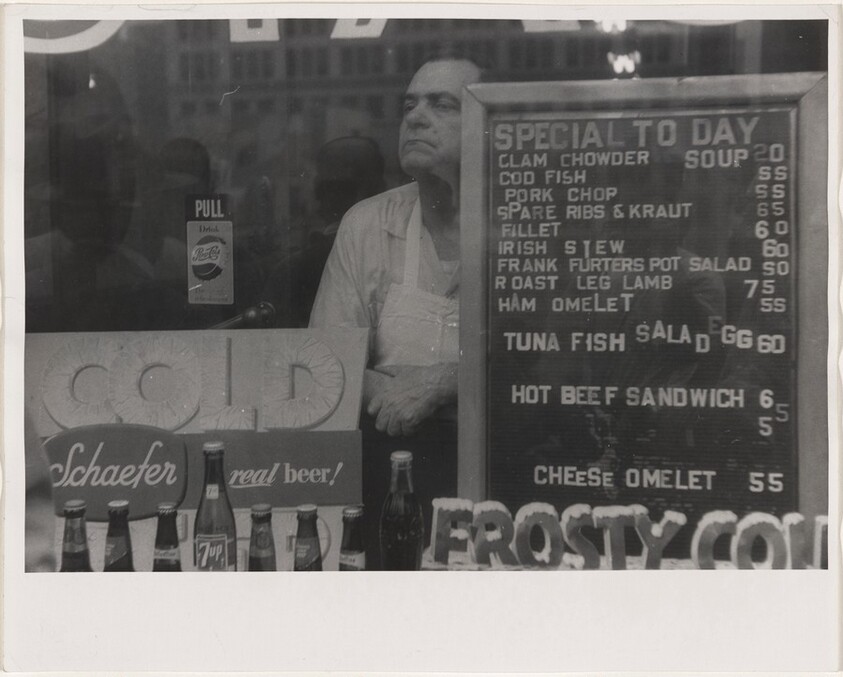 PULL
Drink
Pepsi-Cola
COLD
Schaefer real beer!
7up
SPECIAL TO DAY
CLAM CHOWDER SOUP 20
COD FISH 55
PORK CHOP 55
SPARE RIBS & KRAUT 65
FILLET 60
IRISH STEW 60
FRANK FURTERS POT SALAD 50
ROAST LEG LAMB 75
HAM OMELET 55
TUNA FISH SALAD EGG 60
HOT BEEF SANDWICH 65
5
CHEESE OMELET 55
FROSTY COL